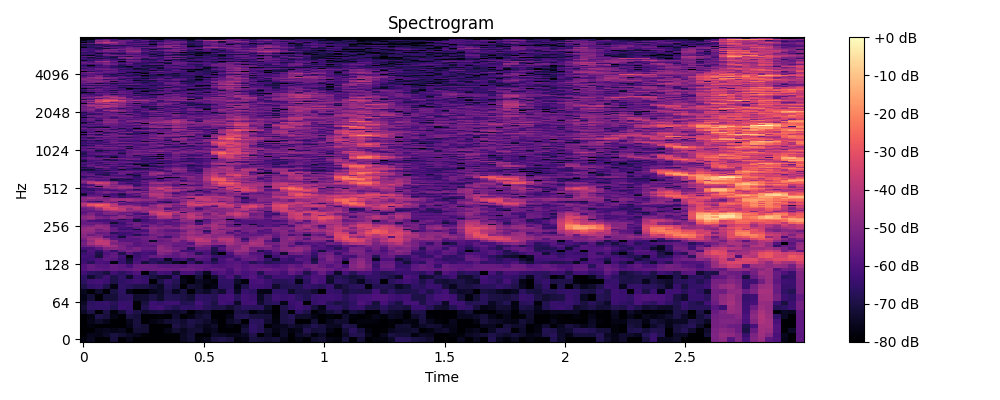 Spectrogram
Hz
4096
2048
1024
512
256
128
64
0
0 0.5 1 1.5 2 2.5
Time
+0 dB
-10 dB
-20 dB
-30 dB
-40 dB
-50 dB
-60 dB
-70 dB
-80 dB